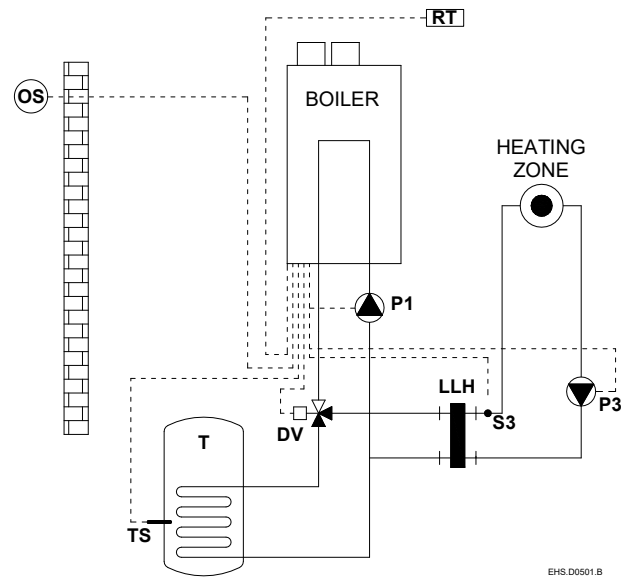 RT
OS
BOILER
HEATING
ZONE
P1
LLH
P3
S3
DV
T
TS
EHS.D0501.B